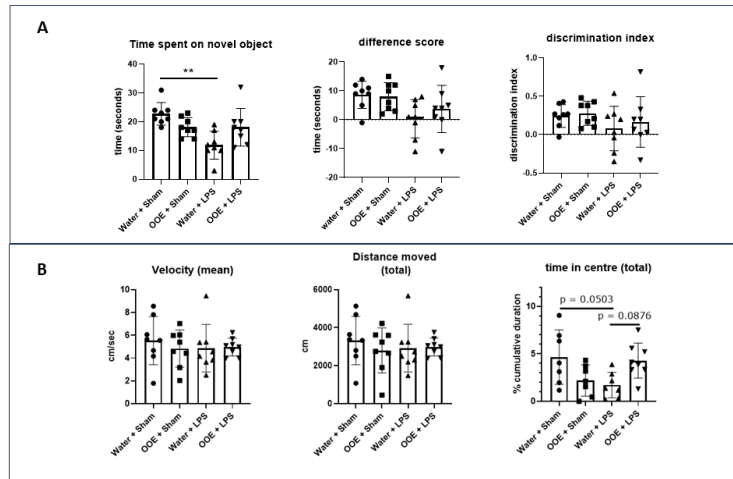 A
Time spent on novel object
**
time (seconds)
40
30
20
10
0
Water + Sham
OOE + Sham
Water + LPS
OOE + LPS
difference score
time (seconds)
20
10
0
-10
-20
water + Sham
OOE + Sham
Water + LPS
OOE + LPS
discrimination index
discrimination index
1.0
0.5
0.0
-0.5
Water + Sham
OOE + Sham
Water + LPS
OOE + LPS
B
Velocity (mean)
cm/sec
10
8
6
4
2
0
Water + Sham
OOE + Sham
Water + LPS
OOE + LPS
Distance moved
(total)
cm
6000
4000
2000
0
Water + Sham
OOE + Sham
Water + LPS
OOE + LPS
time in centre (total)
p = 0.0503
p = 0.0876
% cumulative duration
10
5
0
Water + Sham
OOE + Sham
Water + LPS
OOE + LPS